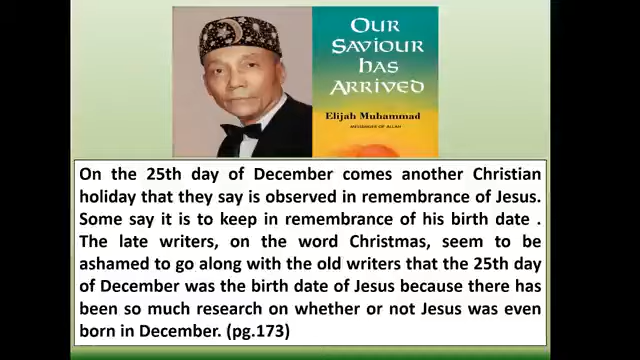 OUR
SAVIOUR
HAS
ARRIVED
Elijah Muhammad
MESSENGER OF ALLAH
On the 25th day of December comes another Christian
holiday that they say is observed in remembrance of Jesus.
Some say it is to keep in remembrance of his birth date .
The late writers, on the word Christmas, seem to be
ashamed to go along with the old writers that the 25th day
of December was the birth date of Jesus because there has
been so much research on whether or not Jesus was even
born in December. (pg.173)